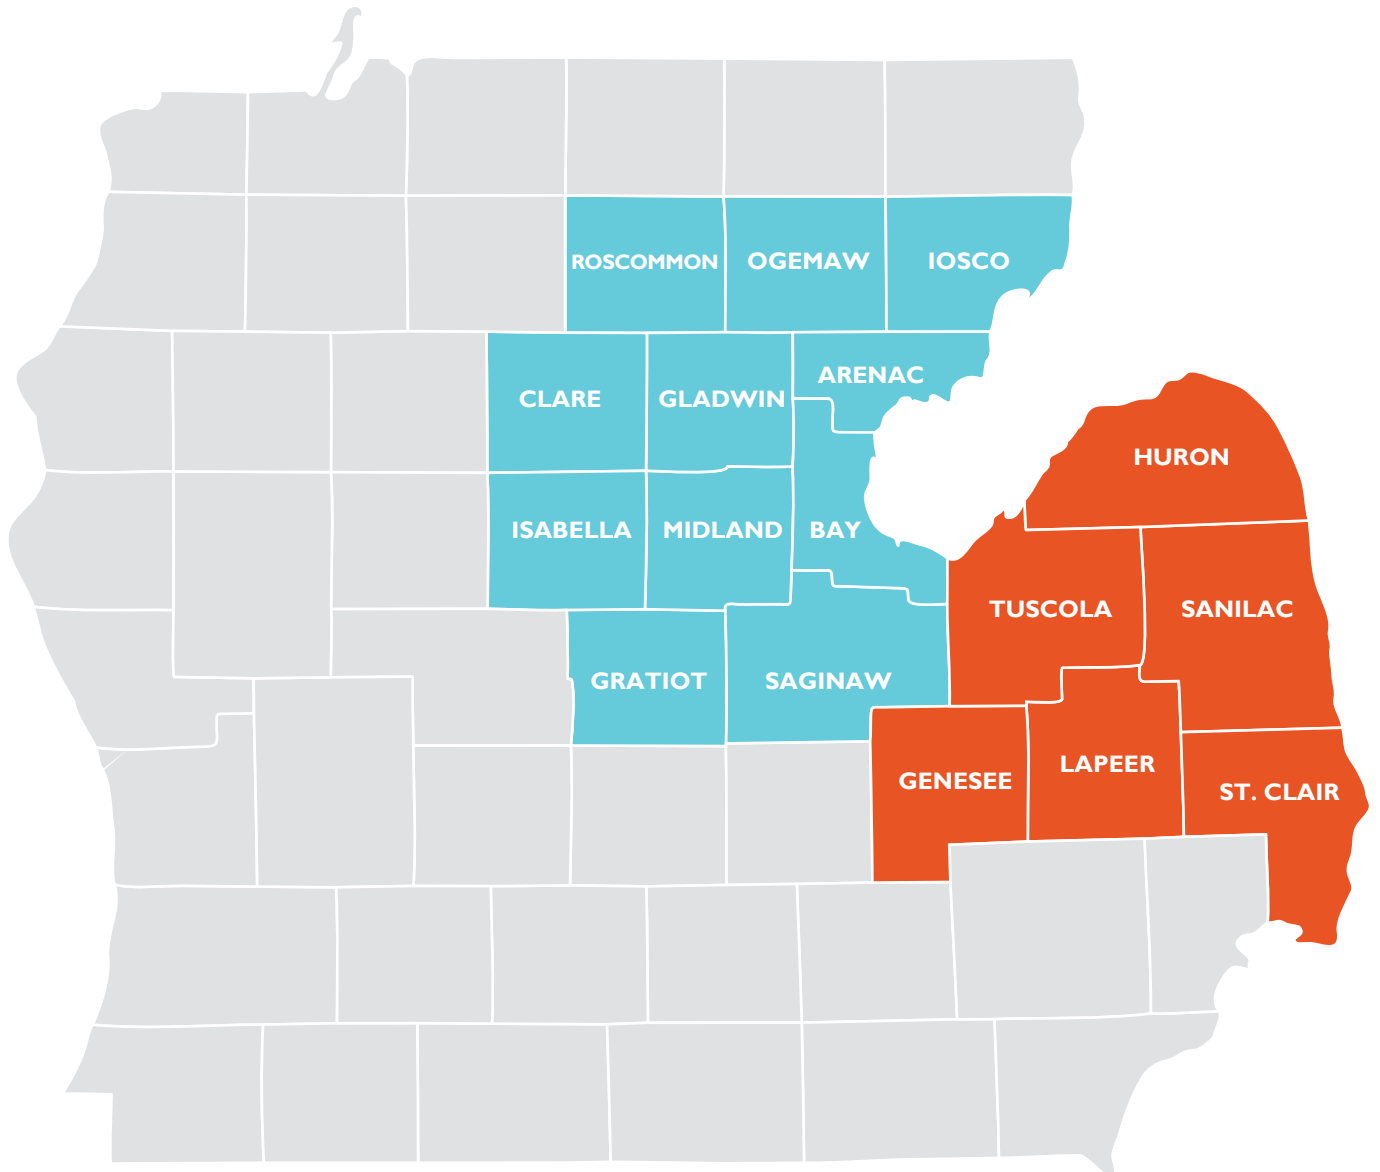 ROSCOMMON
OGEMAW
IOSCO
CLARE
GLADWIN
ARENAC
HURON
ISABELLA
MIDLAND
BAY
TUSCOLA
SANILAC
GRATIOT
SAGINAW
GENESEE
LAPEER
ST. CLAIR